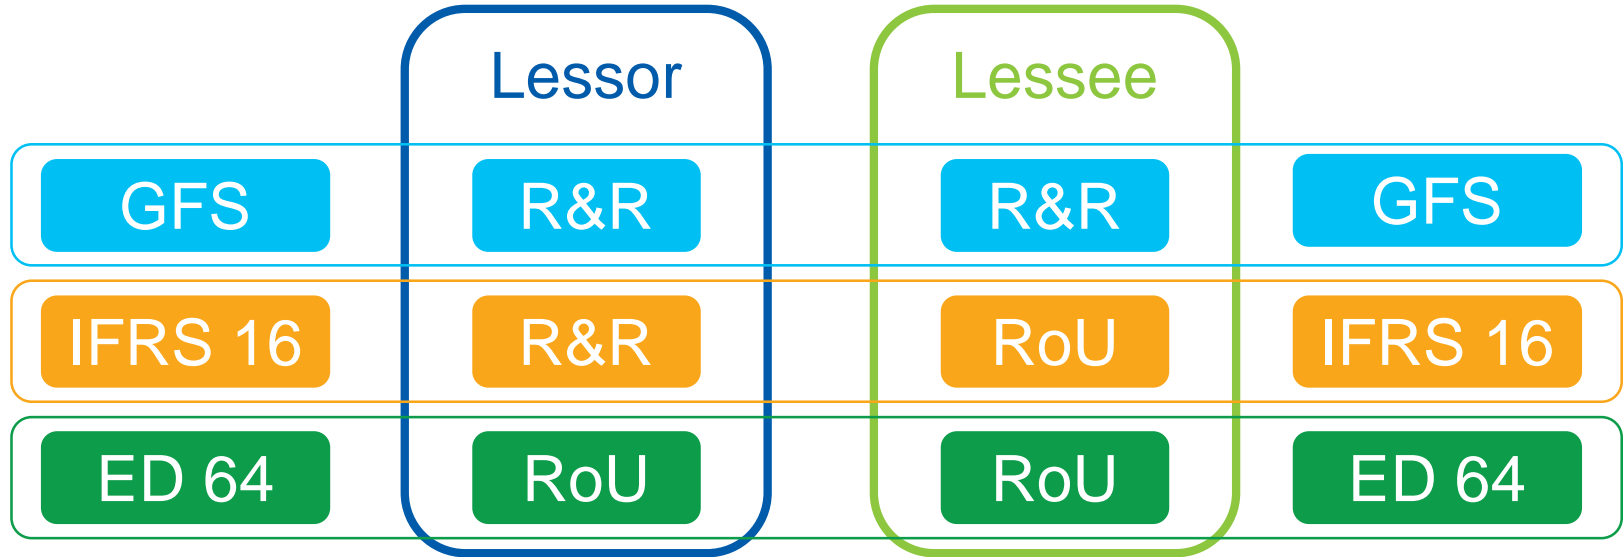 Lessor Lessee
GFS R&R R&R GFS
IFRS 16 R&R RoU IFRS 16
ED 64 RoU RoU ED 64